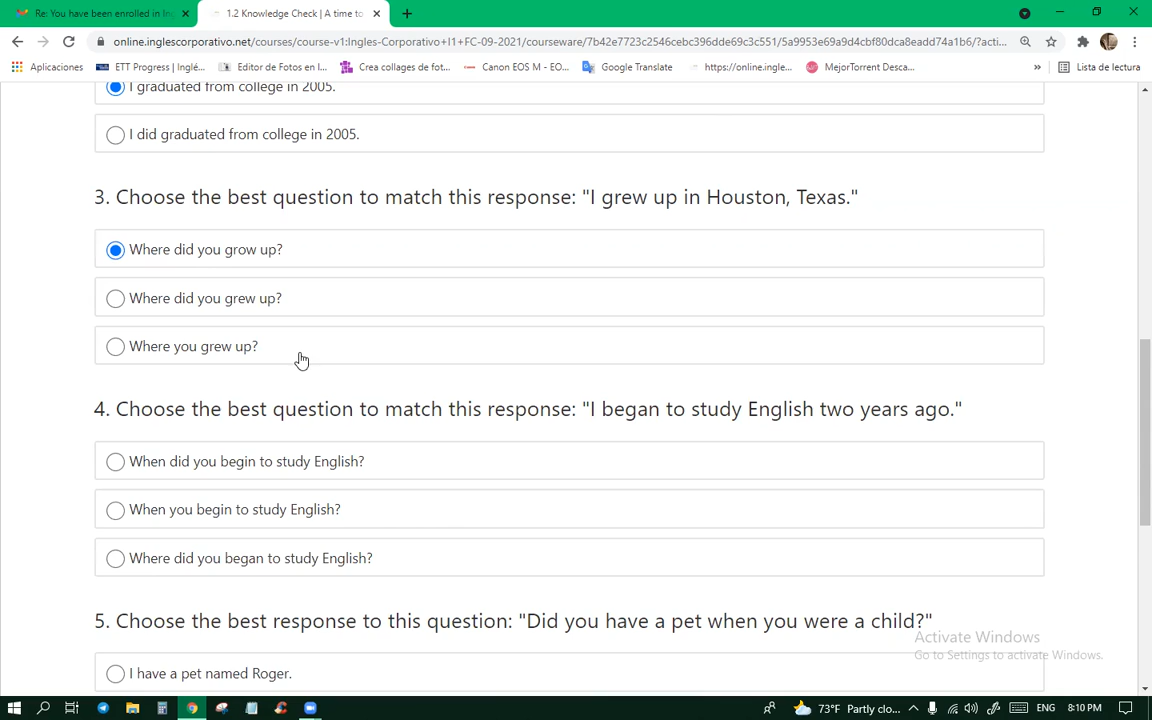 Re: You have been enrolled in In
1.2 Knowledge Check | A time to
online.inglescorporativo.net/courses/course-v1:Ingles-Corporativo+I1+FC-09-2021/courseware/7b42e7723c2546cebc396dde69c3c551/5a9953e69a9d4cbf80dca8eadd74a1b6/?acti...
Aplicaciones ETT Progress | Inglé... Editor de Fotos en l... Crea collages de fot... Canon EOS M - EO... Google Translate https://online.ingle... MejorTorrent Desca... » Lista de lectura
I graduated from college in 2005.
I did graduated from college in 2005.
3. Choose the best question to match this response: "I grew up in Houston, Texas."
Where did you grow up?
Where did you grew up?
Where you grew up?
4. Choose the best question to match this response: "I began to study English two years ago."
When did you begin to study English?
When you begin to study English?
Where did you began to study English?
5. Choose the best response to this question: "Did you have a pet when you were a child?"
Activate Windows
Go to Settings to activate Windows.
I have a pet named Roger.
73°F Partly clo... ENG 8:10 PM